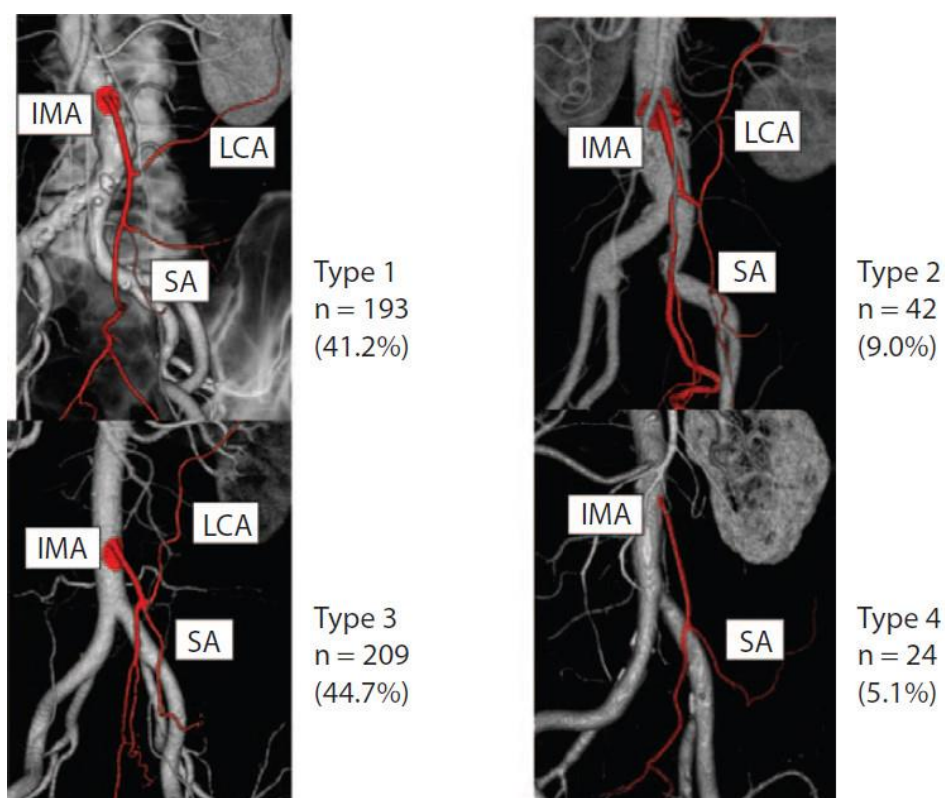 IMA
LCA
SA
Type 1
n = 193
(41.2%)
IMA
LCA
SA
Type 2
n = 42
(9.0%)
LCA
IMA
SA
Type 3
n = 209
(44.7%)
IMA
SA
Type 4
n = 24
(5.1%)